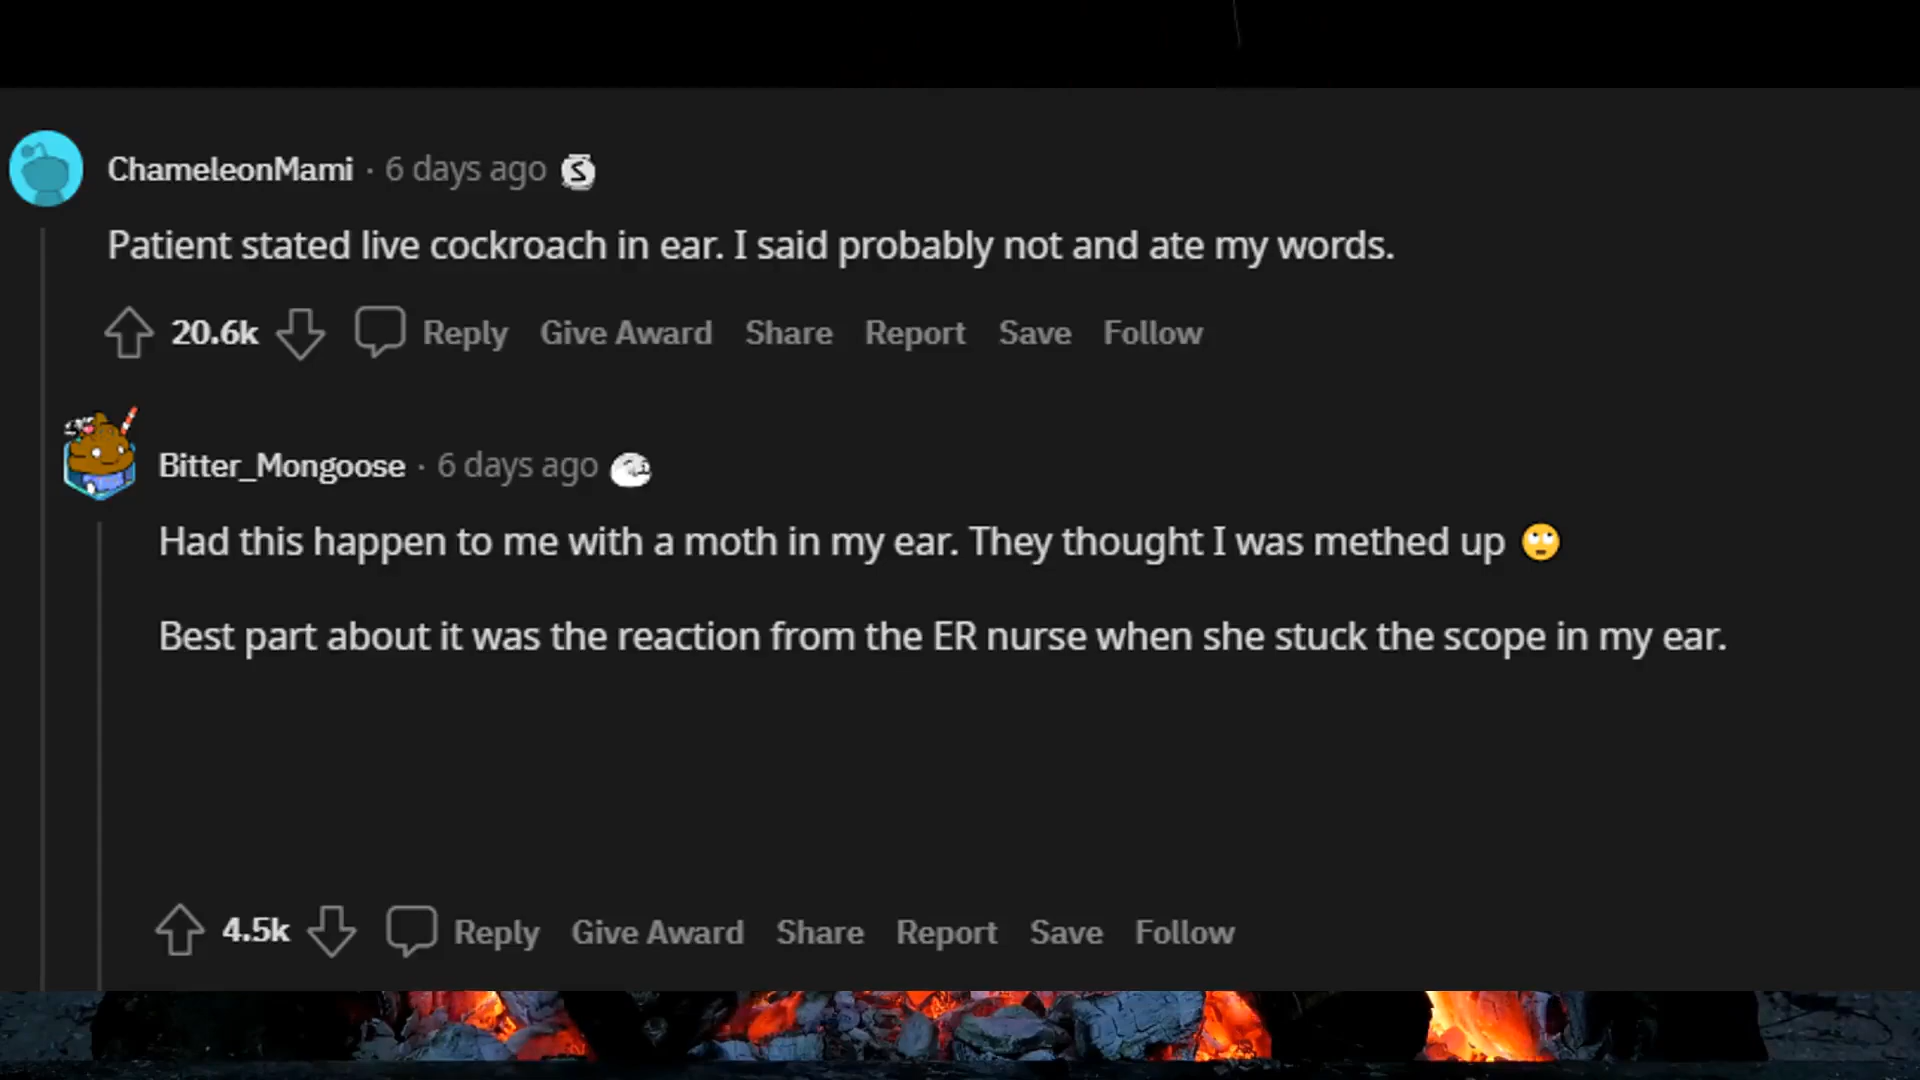 ChameleonMami · 6 days ago
Patient stated live cockroach in ear. I said probably not and ate my words.
20.6k Reply Give Award Share Report Save Follow
Bitter_Mongoose · 6 days ago
Had this happen to me with a moth in my ear. They thought I was methed up 🙄
Best part about it was the reaction from the ER nurse when she stuck the scope in my ear.
4.5k Reply Give Award Share Report Save Follow